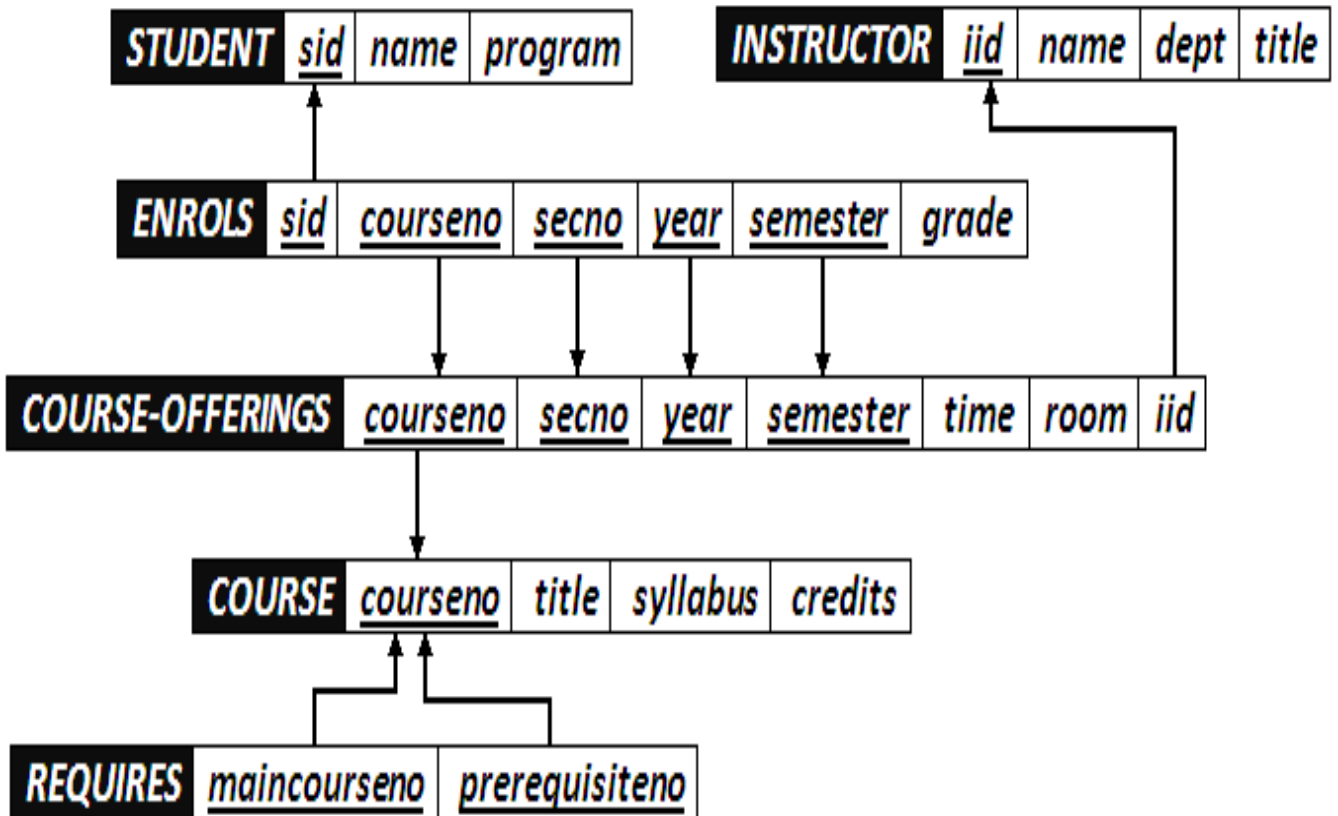 STUDENT sid name program
INSTRUCTOR iid name dept title
ENROLS sid courseno secno year semester grade
COURSE-OFFERINGS courseno secno year semester time room iid
COURSE courseno title syllabus credits
REQUIRES maincourseno prerequisiteno